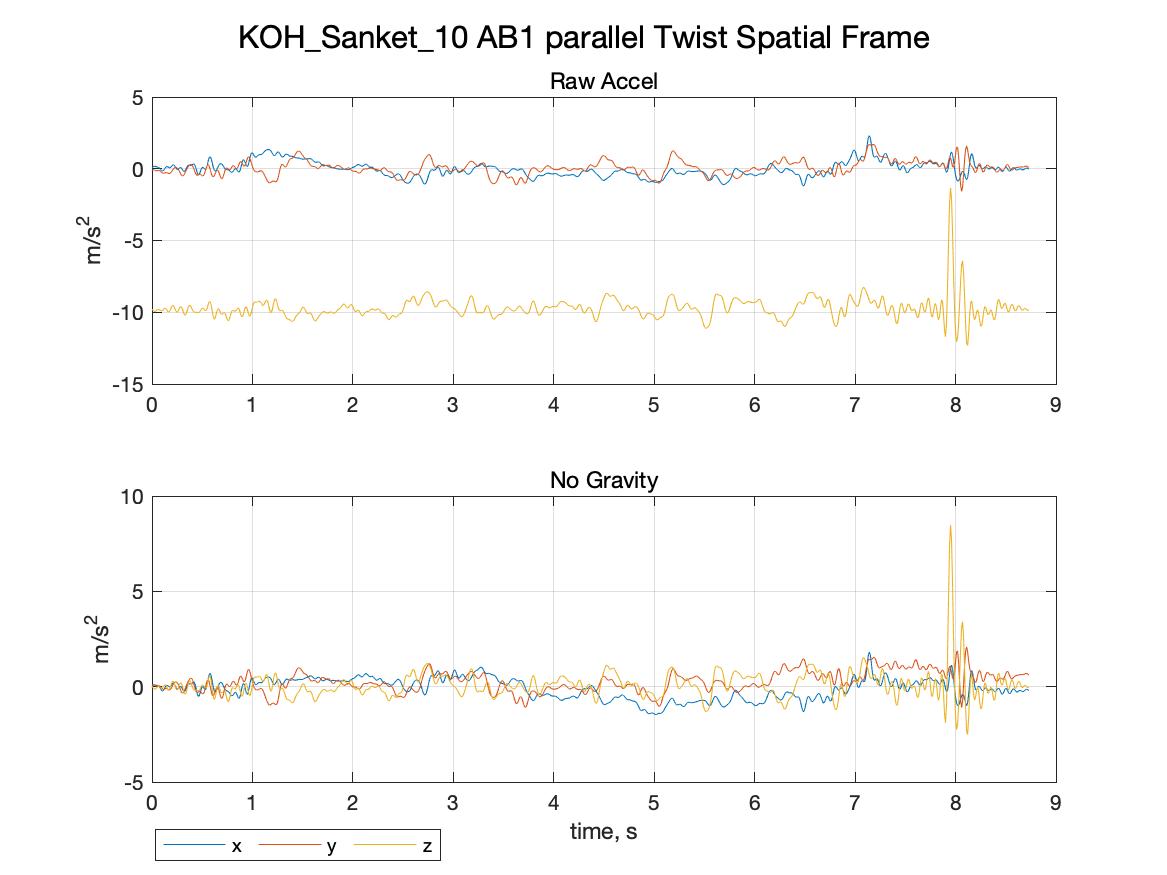 KOH_Sanket_10 AB1 parallel Twist Spatial Frame
Raw Accel
5
0
-5
-10
-15
m/s²
0 1 2 3 4 5 6 7 8 9
No Gravity
10
5
0
-5
m/s²
0 1 2 3 4 5 6 7 8 9
time, s
x y z